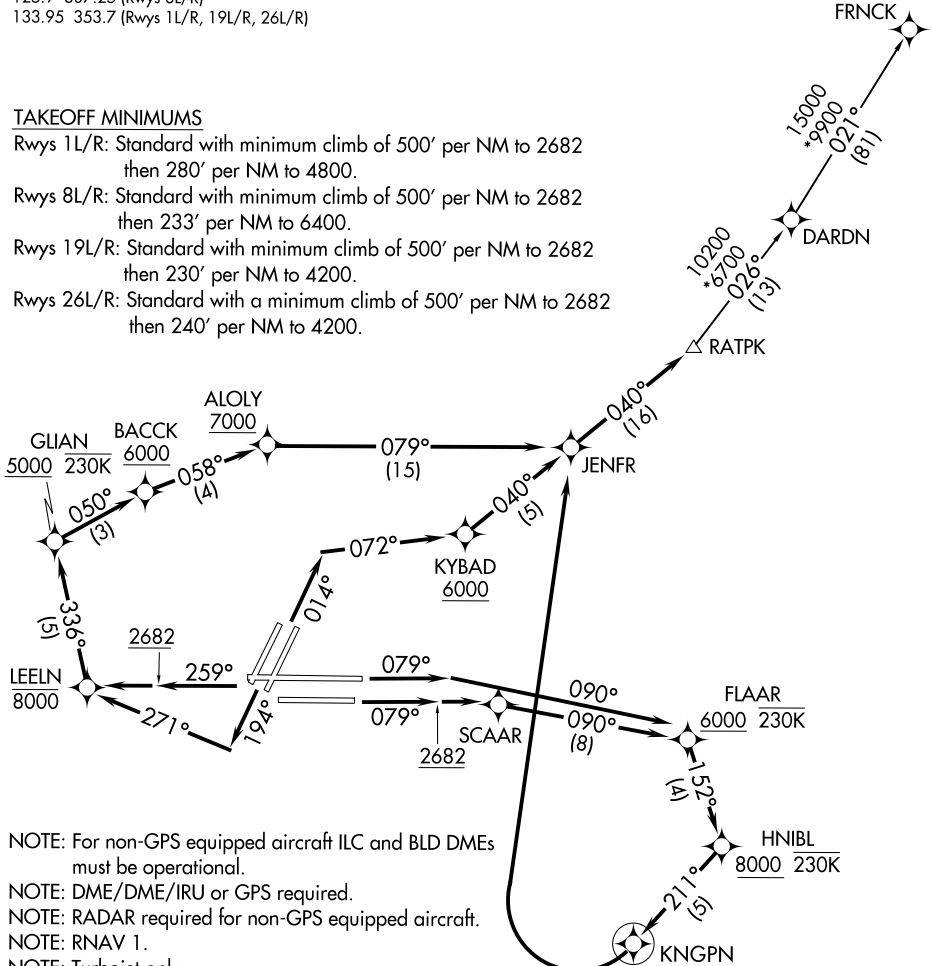 133.95 353.7 (Rwys 1L/R, 19L/R, 26L/R)
TAKEOFF MINIMUMS
Rwys 1L/R: Standard with minimum climb of 500' per NM to 2682
then 280' per NM to 4800.
Rwys 8L/R: Standard with minimum climb of 500' per NM to 2682
then 233' per NM to 6400.
Rwys 19L/R: Standard with minimum climb of 500' per NM to 2682
then 230' per NM to 4200.
Rwys 26L/R: Standard with a minimum climb of 500' per NM to 2682
then 240' per NM to 4200.
FRNCK
15000
*9900
021°
(81)
DARDN
10200
*6700
026°
(13)
RATPK
040°
(16)
JENFR
ALOLY
7000
079°
(15)
BACCK
6000
058°
(4)
GLIAN
5000 230K
050°
(3)
040°
(5)
KYBAD
6000
072°
014°
336°
(5)
2682
259°
LEELN
8000
271°
194°
079°
090°
079°
2682
SCAAR
090°
(8)
FLAAR
6000 230K
152°
(4)
HNIBL
8000 230K
211°
(5)
KNGPN
NOTE: For non-GPS equipped aircraft ILC and BLD DMEs
must be operational.
NOTE: DME/DME/IRU or GPS required.
NOTE: RADAR required for non-GPS equipped aircraft.
NOTE: RNAV 1.